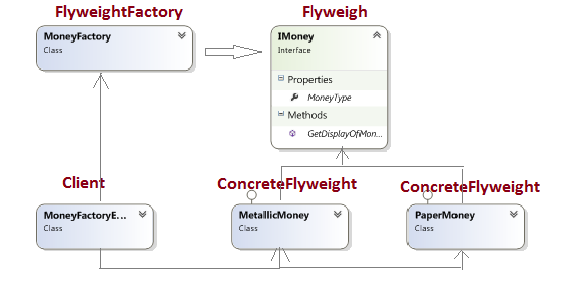 FlyweightFactory
Flyweigh
MoneyFactory
Class
IMoney
Interface
Properties
MoneyType
Methods
GetDisplayOfMon...
Client
ConcreteFlyweight
ConcreteFlyweight
MoneyFactoryE...
Class
MetallicMoney
Class
PaperMoney
Class